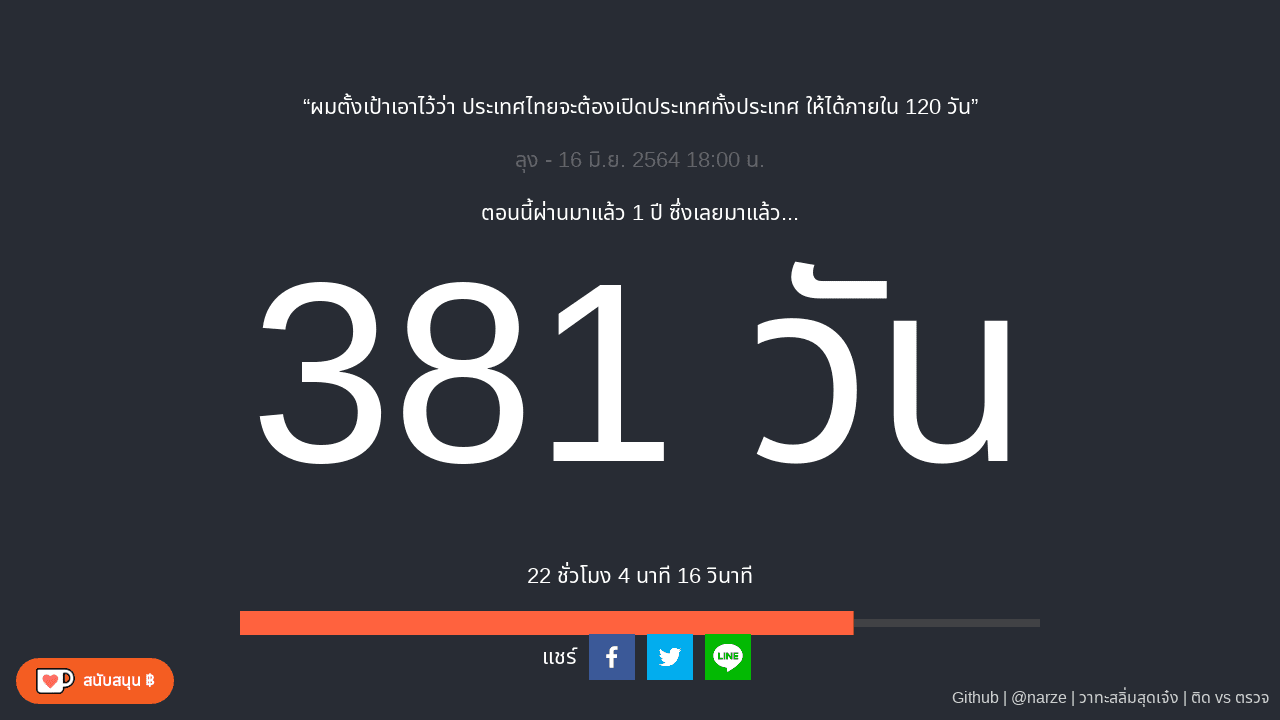 “ผมตั้งเป้าเอาไว้ว่า ประเทศไทยจะต้องเปิดประเทศทั้งประเทศ ให้ได้ภายใน 120 วัน”
ลุง - 16 มิ.ย. 2564 18:00 น.
ตอนนี้ผ่านมาแล้ว 1 ปี ซึ่งเลยมาแล้ว...
381 วัน
22 ชั่วโมง 4 นาที 16 วินาที
แชร์
LINE
สนับสนุน ฿
Github | @narze | วาทะสลิ่มสุดเจ๋ง | ติด vs ตรวจ